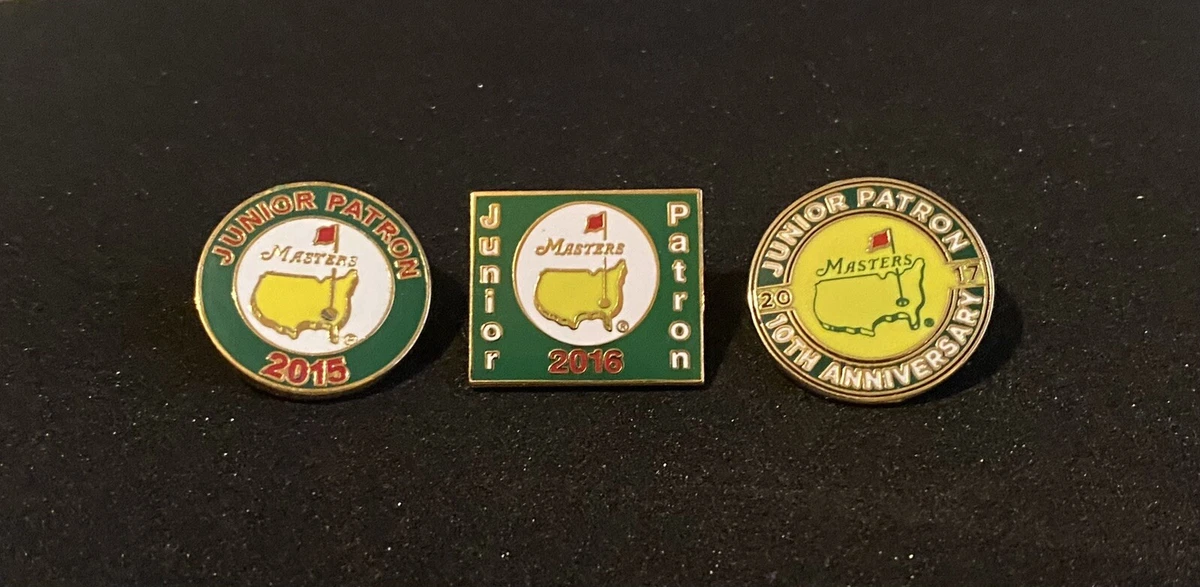 JUNIOR PATRON
MASTERS
®
2015
Junior
Patron
MASTERS
®
2016
JUNIOR PATRON
MASTERS
®
20 17
10TH ANNIVERSARY